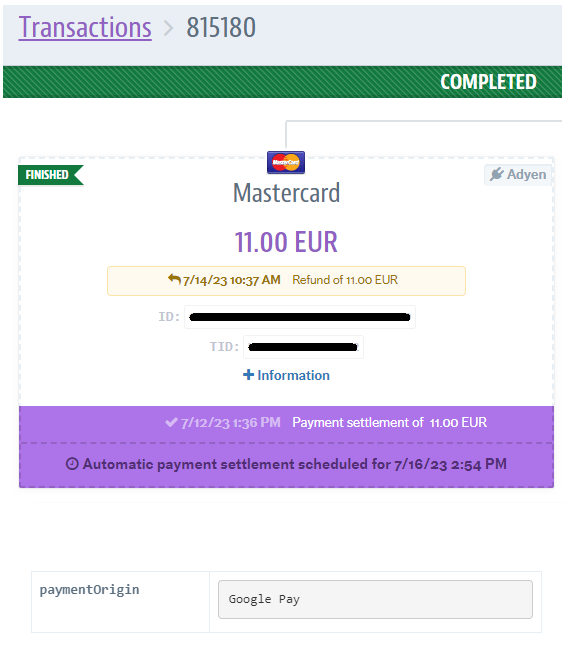 Transactions > 815180
COMPLETED
MasterCard
FINISHED
Adyen
Mastercard
11.00 EUR
7/14/23 10:37 AM Refund of 11.00 EUR
ID:
TID:
+ Information
7/12/23 1:36 PM Payment settlement of 11.00 EUR
Automatic payment settlement scheduled for 7/16/23 2:54 PM
paymentOrigin
Google Pay